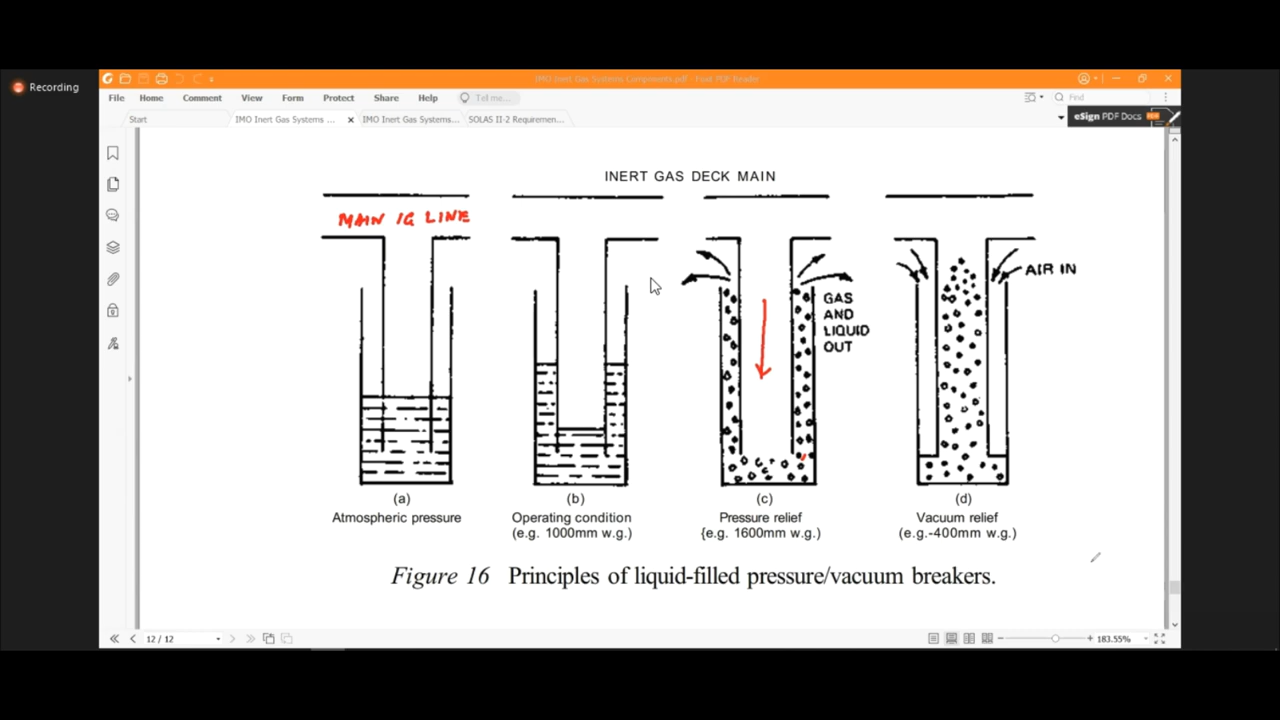 Recording
IMO Inert Gas Systems Components.pdf - Foxit PDF Reader
File Home Comment View Form Protect Share Help Tell me... Find
Start IMO Inert Gas Systems ... IMO Inert Gas Systems... SOLAS II-2 Requiremen... eSign PDF Docs
INERT GAS DECK MAIN
MAIN IG LINE
AIR IN
GAS
AND
LIQUID
OUT
(a) (b) (c) (d)
Atmospheric pressure Operating condition Pressure relief Vacuum relief
(e.g. 1000mm w.g.) {e.g. 1600mm w.g.) (e.g.-400mm w.g.)
Figure 16 Principles of liquid-filled pressure/vacuum breakers.
12 / 12 183.55%